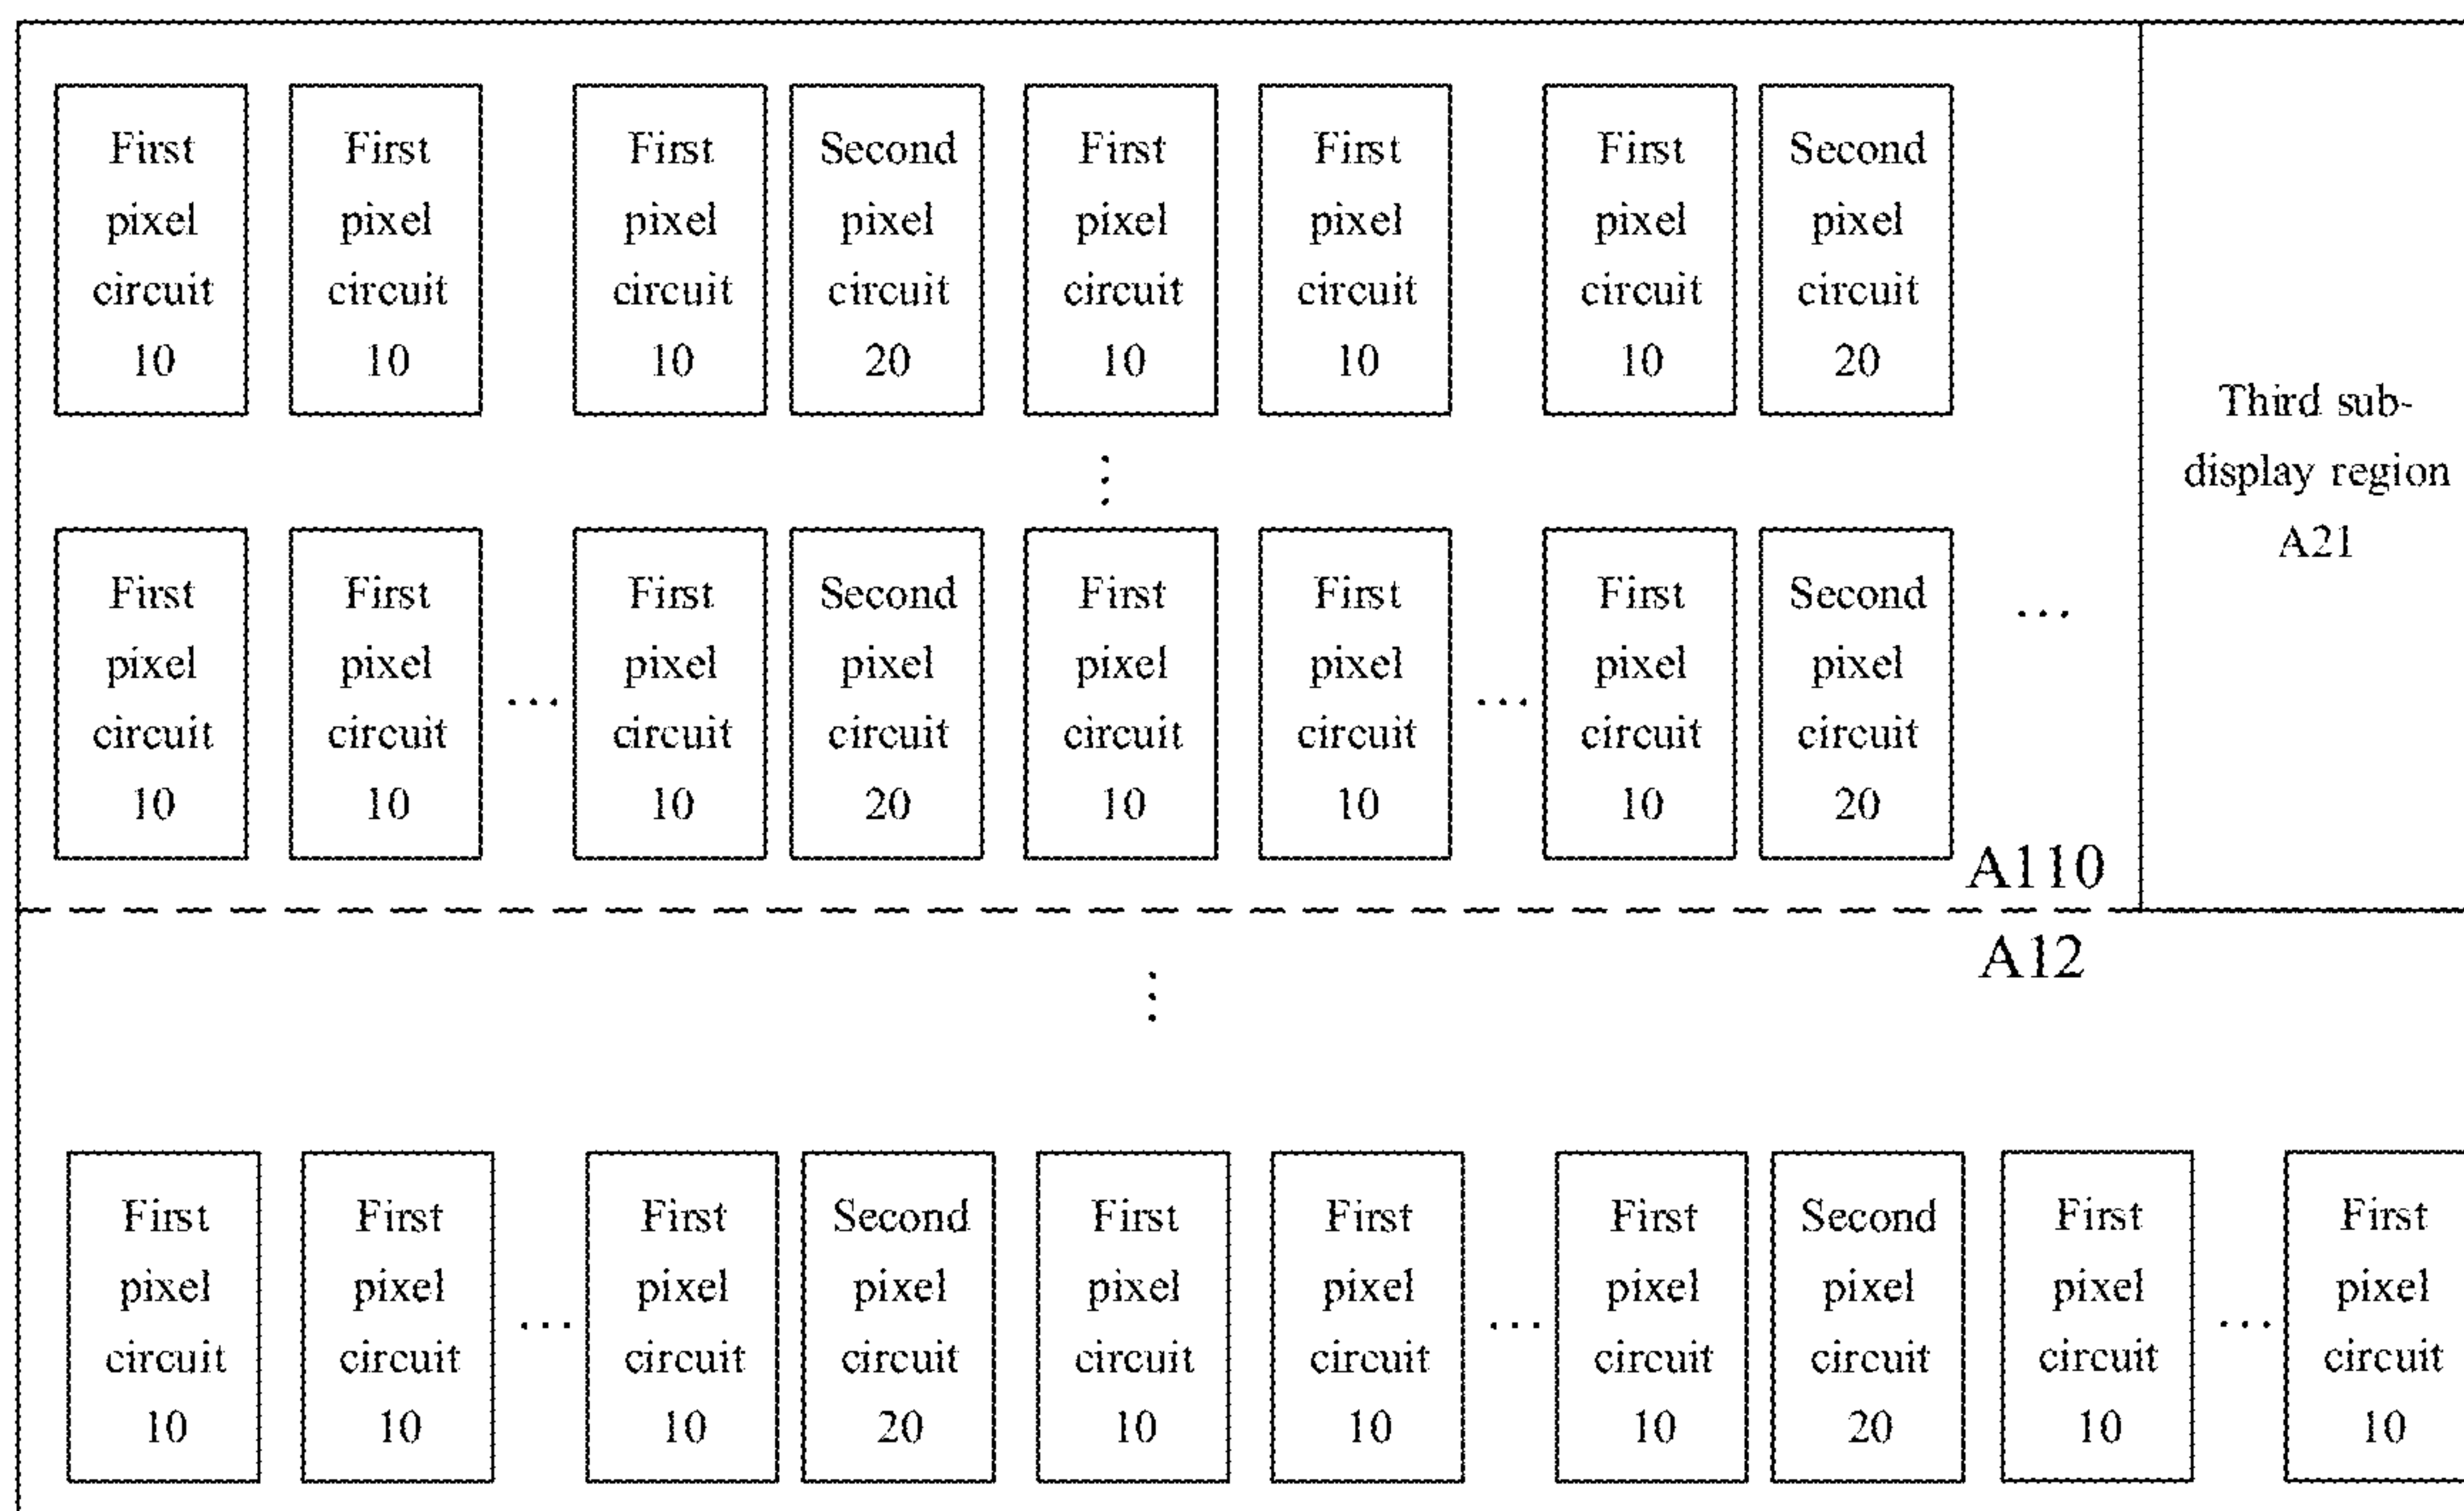 First First First Second First First First Second
pixel pixel pixel pixel pixel pixel pixel pixel
circuit circuit circuit circuit circuit circuit circuit circuit
10 10 10 20 10 10 10 20
Third sub-
display region
A21
⋮
First First First Second First First First Second
pixel pixel pixel pixel pixel pixel pixel pixel
circuit circuit ... circuit circuit circuit circuit ... circuit circuit ...
10 10 10 20 10 10 10 20
A110
A12
⋮
First First First Second First First First Second First First
pixel pixel pixel pixel pixel pixel pixel pixel pixel pixel
circuit circuit ... circuit circuit circuit circuit ... circuit circuit circuit ... circuit
10 10 10 20 10 10 10 20 10 10